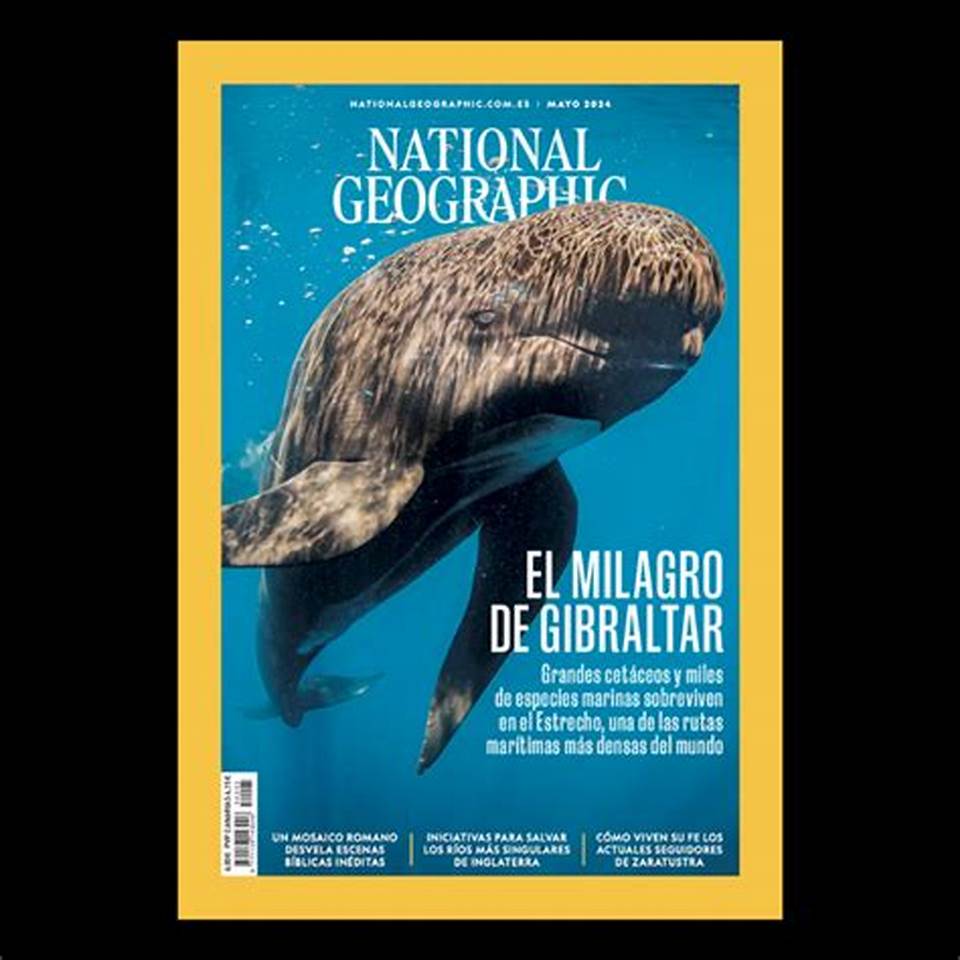 NATIONALGEOGRAPHIC.COM.ES | MAYO 2024
NATIONAL
GEOGRAPHIC
EL MILAGRO
DE GIBRALTAR
Grandes cetáceos y miles
de especies marinas sobreviven
en el Estrecho, una de las rutas
marítimas más densas del mundo
UN MOSAICO ROMANO
DESVELA ESCENAS
BÍBLICAS INÉDITAS
INICIATIVAS PARA SALVAR
LOS RÍOS MÁS SINGULARES
DE INGLATERRA
CÓMO VIVEN SU FE LOS
ACTUALES SEGUIDORES
DE ZARATUSTRA
PVP CANARIAS